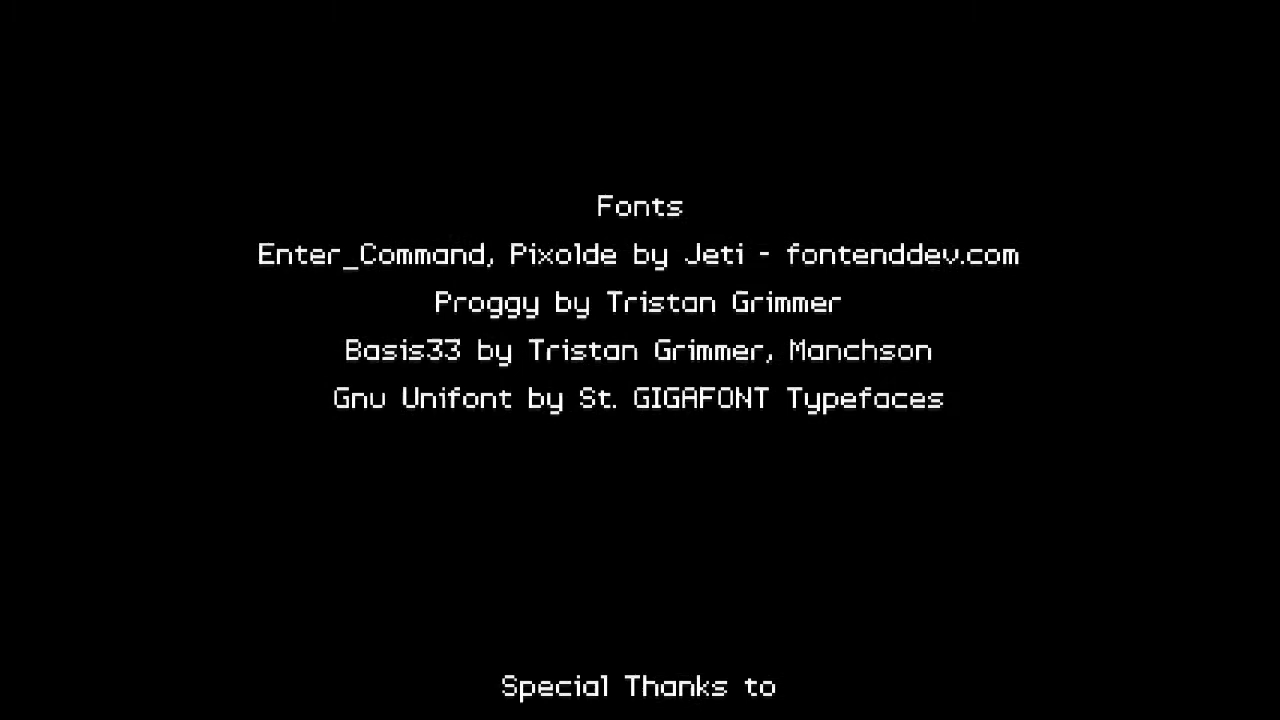 Fonts
Enter_Command, Pixolde by Jeti - fontenddev.com
Proggy by Tristan Grimmer
Basis33 by Tristan Grimmer, Manchson
Gnu Unifont by St. GIGAFONT Typefaces
Special Thanks to